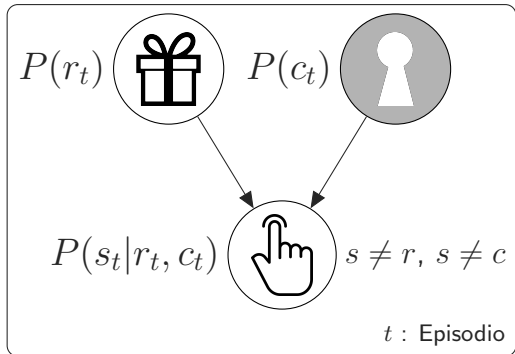 P(r_t) P(c_t)
P(s_t|r_t, c_t) s ≠ r, s ≠ c
t : Episodio